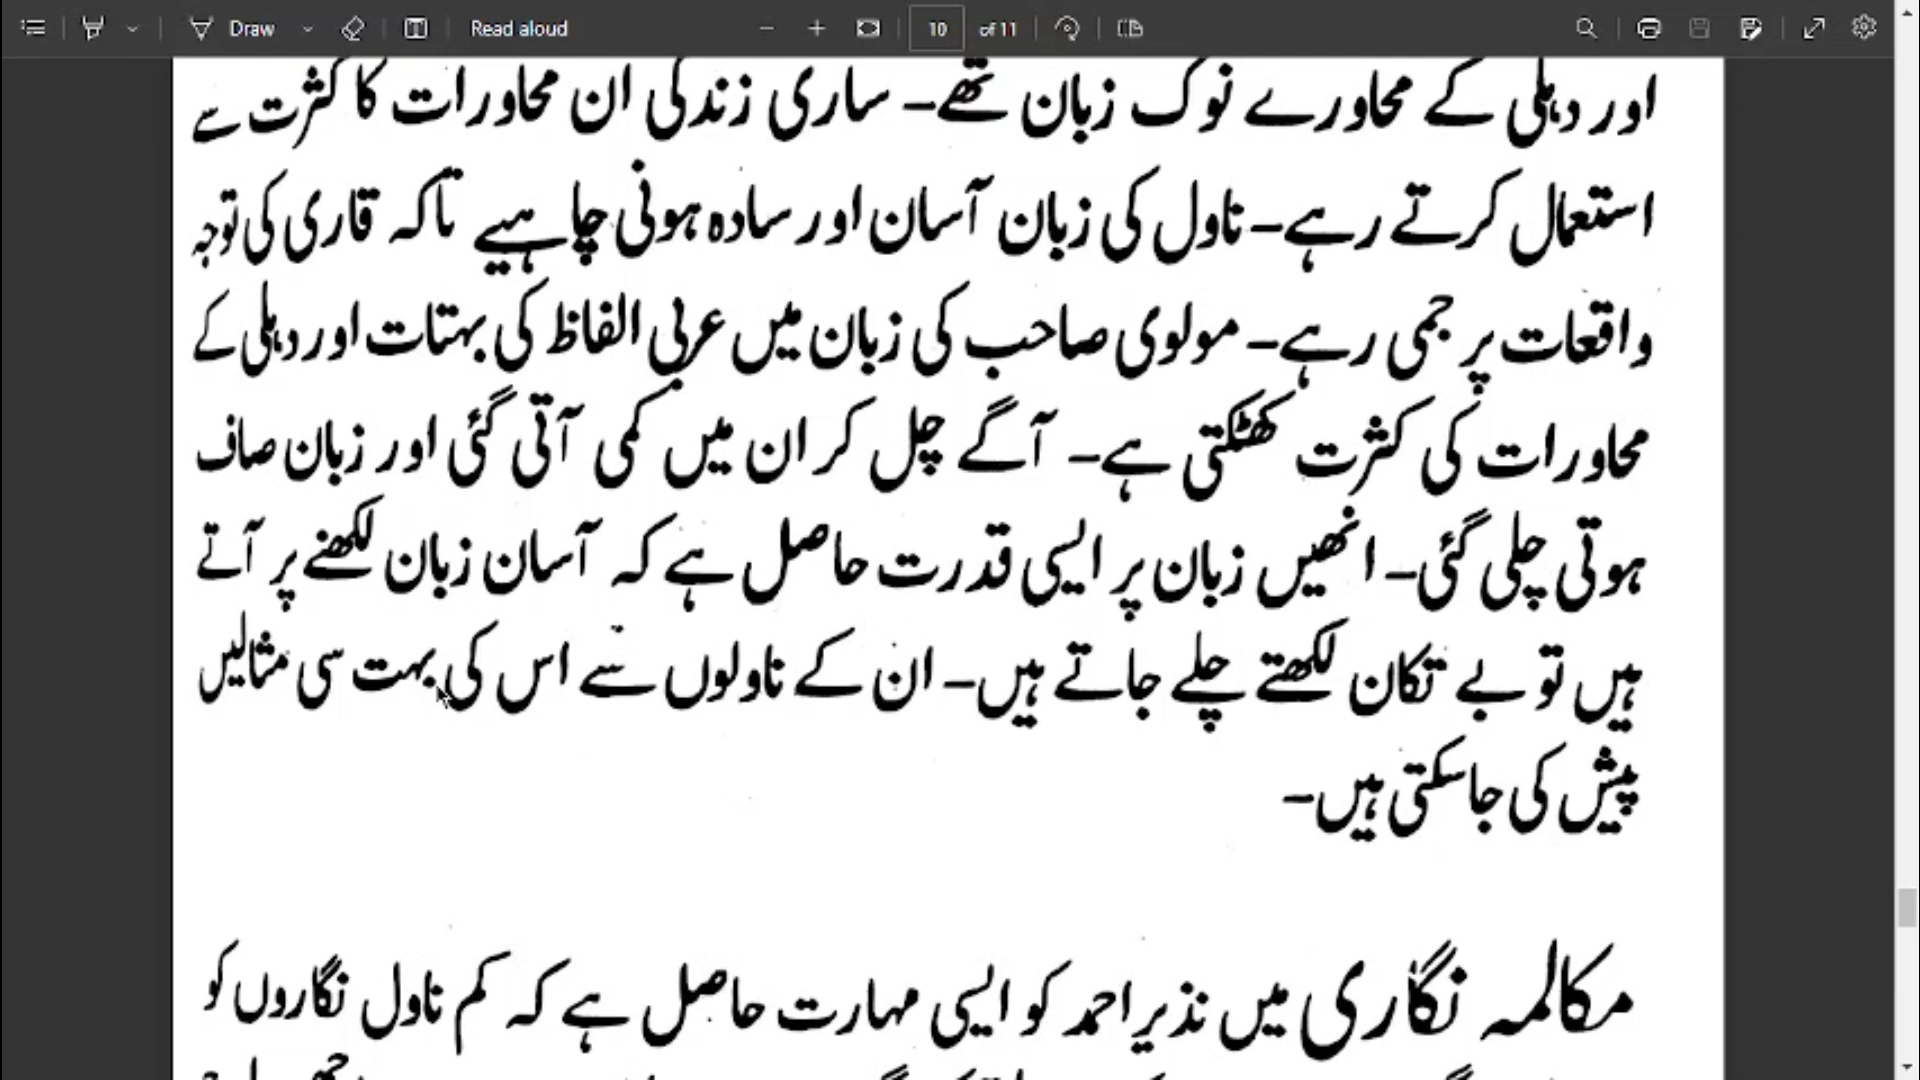 Draw
Read aloud
10 of 11
اور دہلی کے محاورے نوک زبان تھے۔ ساری زندگی ان محاورات کا کثرت سے
استعمال کرتے رہے۔ ناول کی زبان آسان اور سادہ ہونی چاہیے تاکہ قاری کی توجہ
واقعات پر جمی رہے۔ مولوی صاحب کی زبان میں عربی الفاظ کی بہتات اور دہلی کے
محاورات کی کثرت کھٹکتی ہے۔ آگے چل کر ان میں کمی آتی گئی اور زبان صاف
ہوتی چلی گئی۔ انھیں زبان پر ایسی قدرت حاصل ہے کہ آسان زبان لکھنے پر آتے
ہیں تو بے تکان لکھتے چلے جاتے ہیں۔ ان کے ناولوں سے اس کی بہت سی مثالیں
پیش کی جاسکتی ہیں۔
مکالمہ نگاری میں نذیر احمد کو ایسی مہارت حاصل ہے کہ کم ناول نگاروں کو